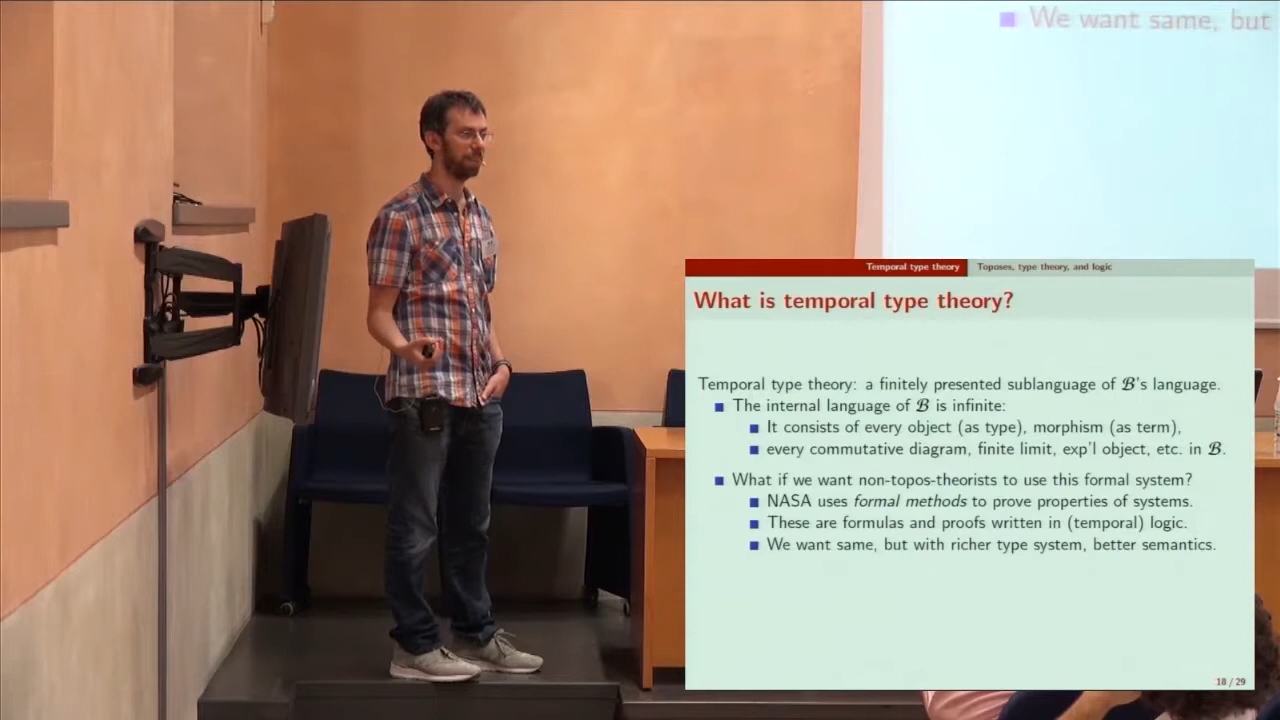 We want same, but
Temporal type theory
Toposes, type theory, and logic
What is temporal type theory?
Temporal type theory: a finitely presented sublanguage of ℬ's language.
The internal language of ℬ is infinite:
It consists of every object (as type), morphism (as term),
every commutative diagram, finite limit, exp'l object, etc. in ℬ.
What if we want non-topos-theorists to use this formal system?
NASA uses formal methods to prove properties of systems.
These are formulas and proofs written in (temporal) logic.
We want same, but with richer type system, better semantics.
18 / 29